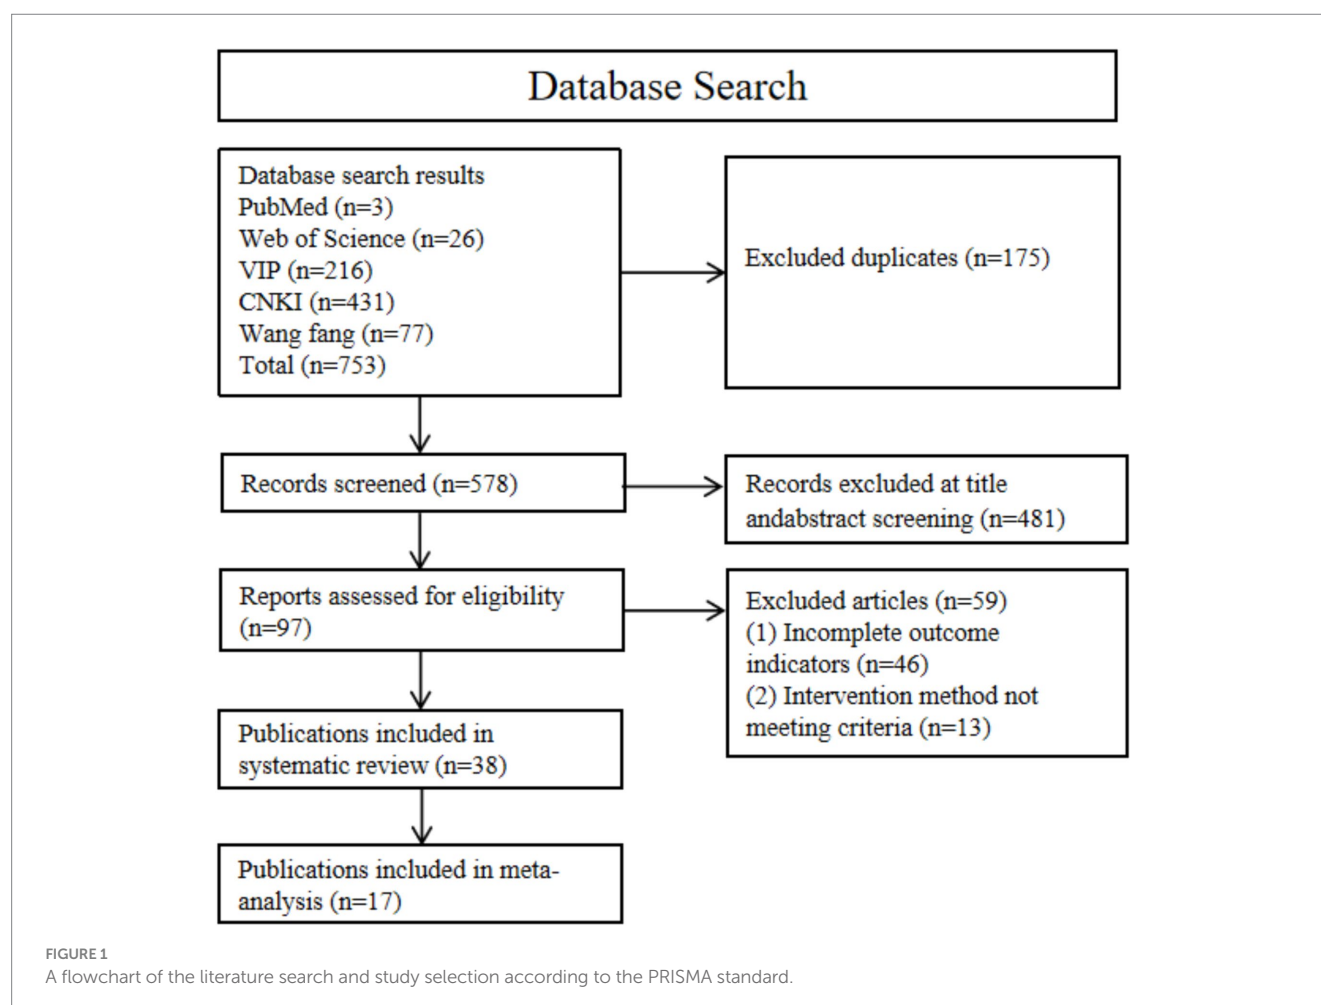 Database Search
Database search results
PubMed (n=3)
Web of Science (n=26)
VIP (n=216)
CNKI (n=431)
Wang fang (n=77)
Total (n=753)
Excluded duplicates (n=175)
Records screened (n=578)
Records excluded at title
andabstract screening (n=481)
Reports assessed for eligibility
(n=97)
Excluded articles (n=59)
(1) Incomplete outcome
indicators (n=46)
(2) Intervention method not
meeting criteria (n=13)
Publications included in
systematic review (n=38)
Publications included in meta-
analysis (n=17)
FIGURE 1
A flowchart of the literature search and study selection according to the PRISMA standard.